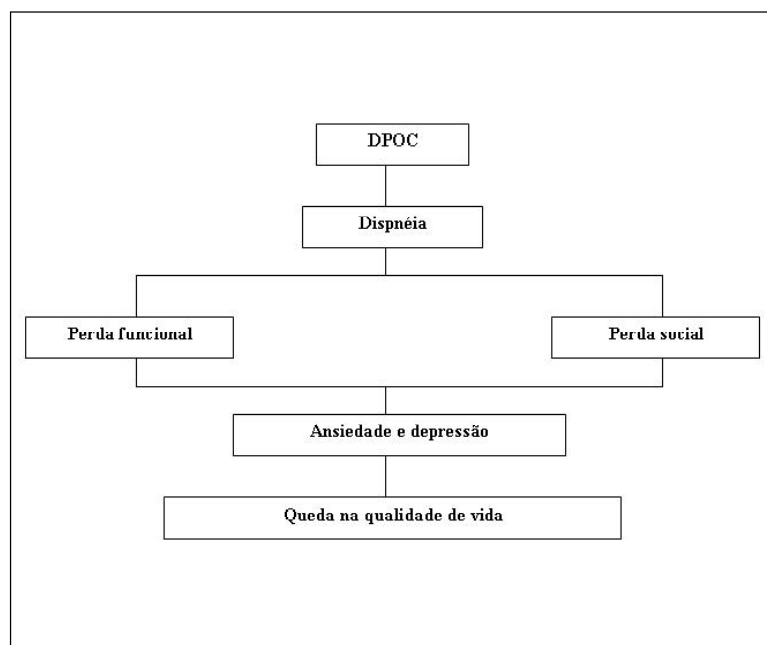 DPOC
Dispnéia
Perda funcional
Perda social
Ansiedade e depressão
Queda na qualidade de vida